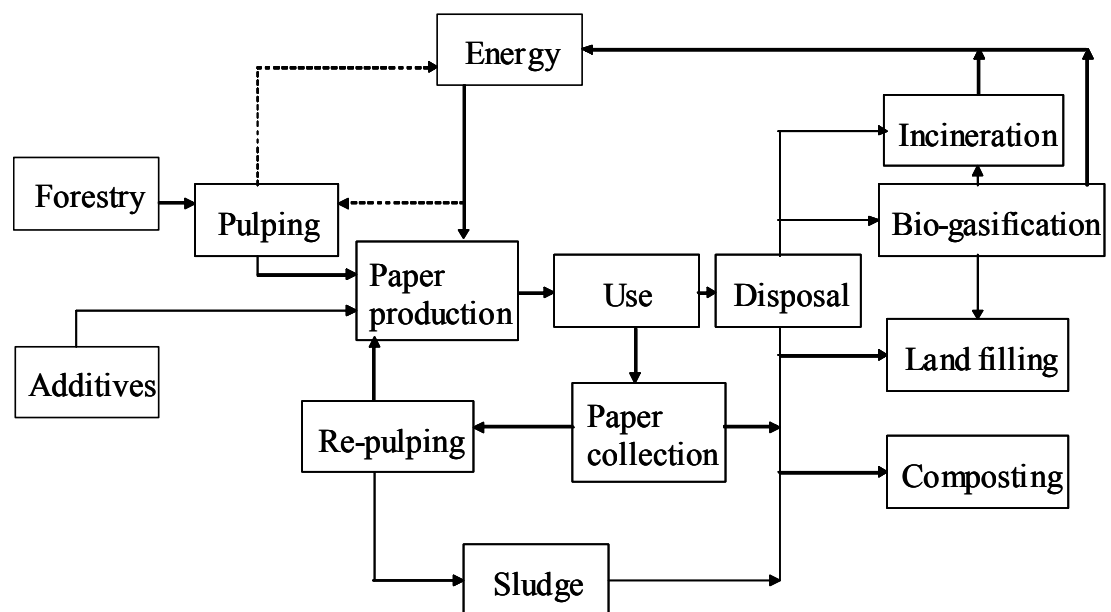 Energy
Incineration
Forestry
Pulping
Bio-gasification
Paper
production
Use
Disposal
Land filling
Additives
Re-pulping
Paper
collection
Composting
Sludge